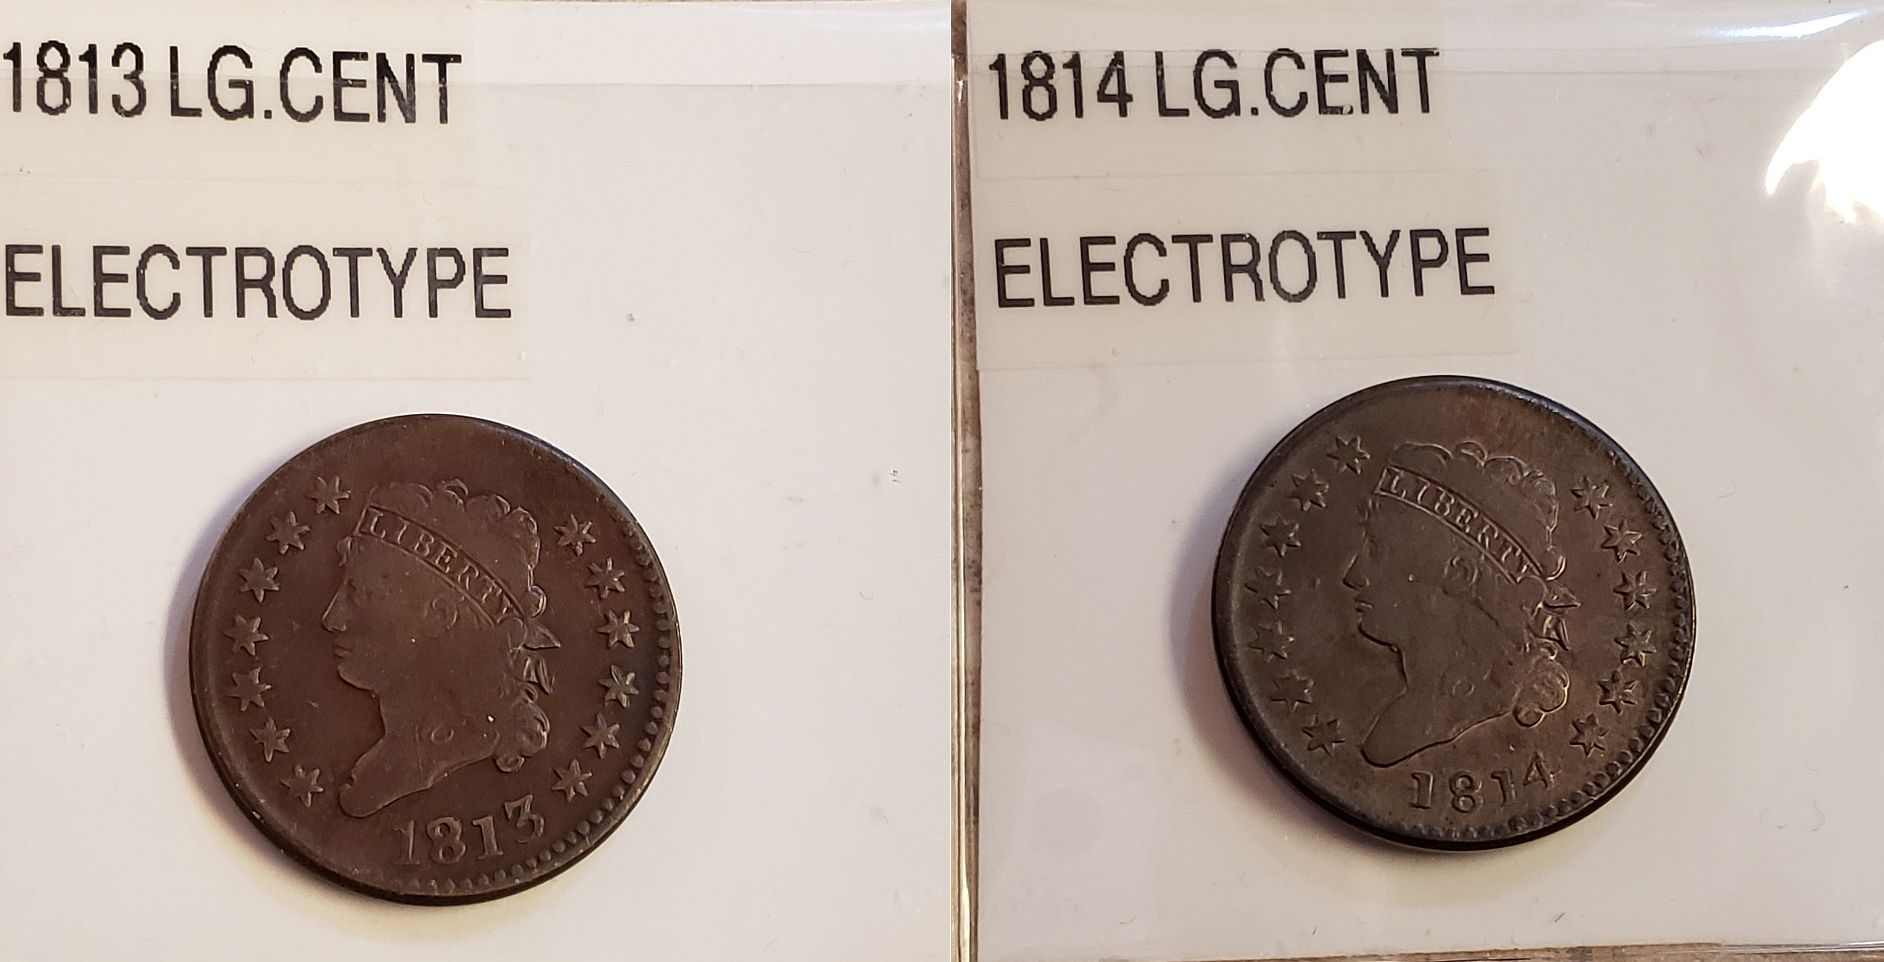 1813 LG.CENT
ELECTROTYPE
LIBERTY
1813
1814 LG.CENT
ELECTROTYPE
LIBERTY
1814